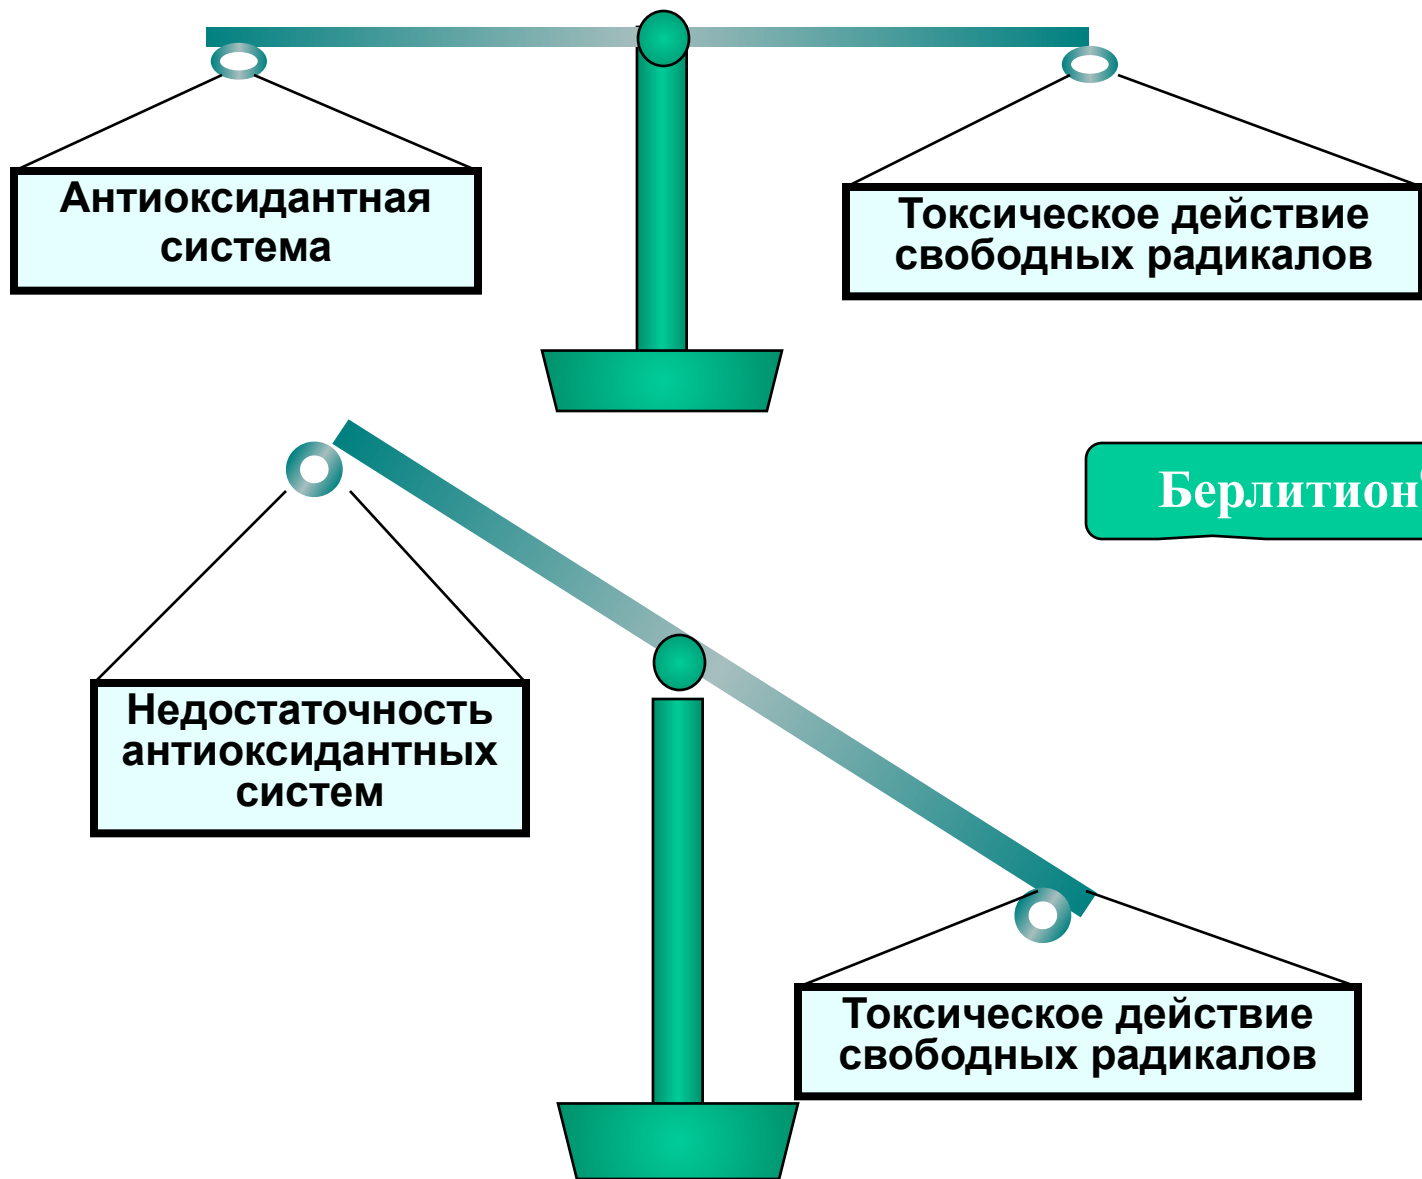 Антиоксидантная
система
Токсическое действие
свободных радикалов
Берлитион
Недостаточность
антиоксидантных
систем
Токсическое действие
свободных радикалов